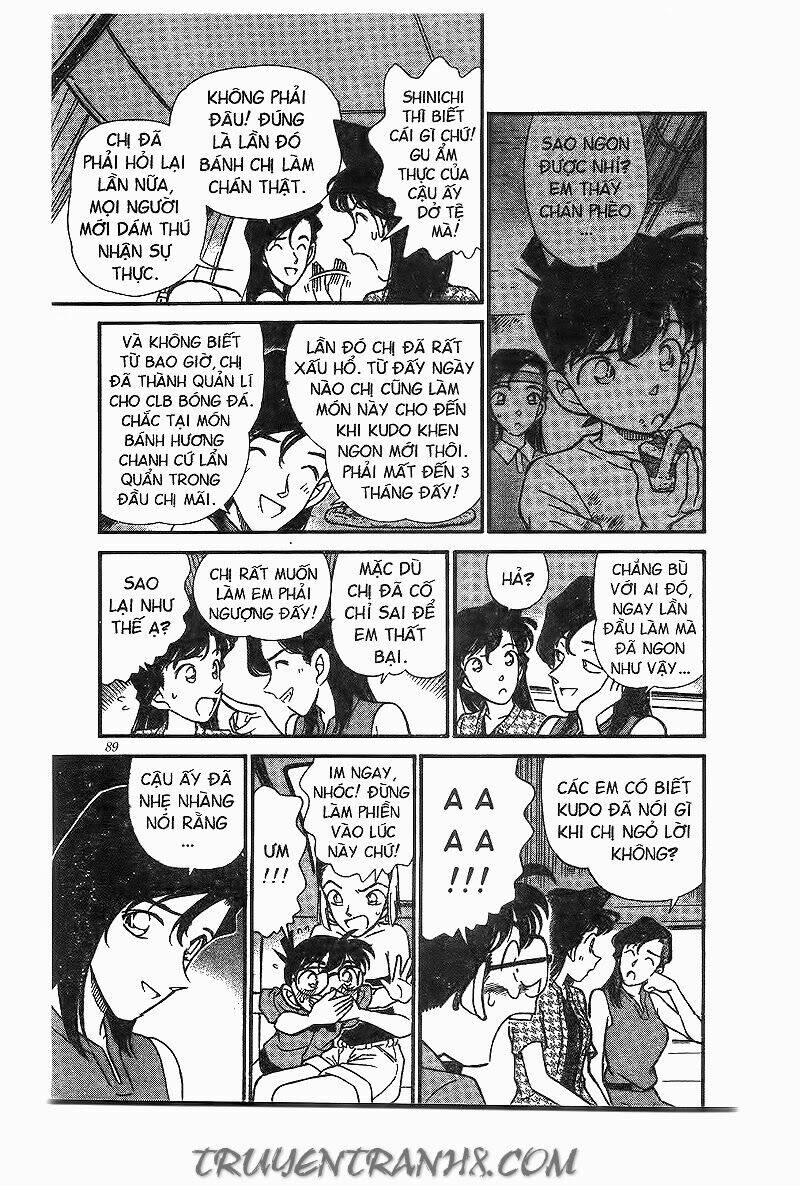 SAO NGON
ĐƯỢC NHỈ?
EM THẤY
CHÁN PHÈO
...
SHINICHI
THÌ BIẾT
CÁI GÌ CHỨ!
GU ẨM
THỰC CỦA
CẬU ẤY
DỞ TỆ
MÀ!
KHÔNG PHẢI
ĐÂU! ĐÚNG
LÀ LẦN ĐÓ
BÁNH CHỊ LÀM
CHÁN THẬT.
CHỊ ĐÃ
PHẢI HỎI LẠI
LẦN NỮA,
MỌI NGƯỜI
MỚI DÁM THÚ
NHẬN SỰ
THỰC.
LẦN ĐÓ CHỊ ĐÃ RẤT
XẤU HỔ. TỪ ĐẤY NGÀY
NÀO CHỊ CŨNG LÀM
MÓN NÀY CHO ĐẾN
KHI KUDO KHEN
NGON MỚI THÔI.
PHẢI MẤT ĐẾN 3
THÁNG ĐẤY!
VÀ KHÔNG BIẾT
TỪ BAO GIỜ, CHỊ
ĐÃ THÀNH QUẢN LÍ
CHO CLB BÓNG ĐÁ.
CHẮC TẠI MÓN
BÁNH HƯƠNG
CHANH CỨ LẨN
QUẨN TRONG
ĐẦU CHỊ MÃI.
CHẲNG BÙ
VỚI AI ĐÓ,
NGAY LẦN
ĐẦU LÀM MÀ
ĐÃ NGON
NHƯ VẬY...
HẢ?
MẶC DÙ
CHỊ ĐÃ CỐ
CHỈ SAI ĐỂ
EM THẤT
BẠI.
CHỊ RẤT MUỐN
LÀM EM PHẢI
NGƯỢNG ĐẤY!
SAO
LẠI NHƯ
THẾ Ạ?
89
CÁC EM CÓ BIẾT
KUDO ĐÃ NÓI GÌ
KHI CHỊ NGỎ LỜI
KHÔNG?
A A
A A
!!!
IM NGAY,
NHÓC! ĐỪNG
LÀM PHIỀN
VÀO LÚC
NÀY CHỨ!
ƯM
!!!
CẬU ẤY ĐÃ
NHẸ NHÀNG
NÓI RẰNG
...
TRUYENTRANH8.COM